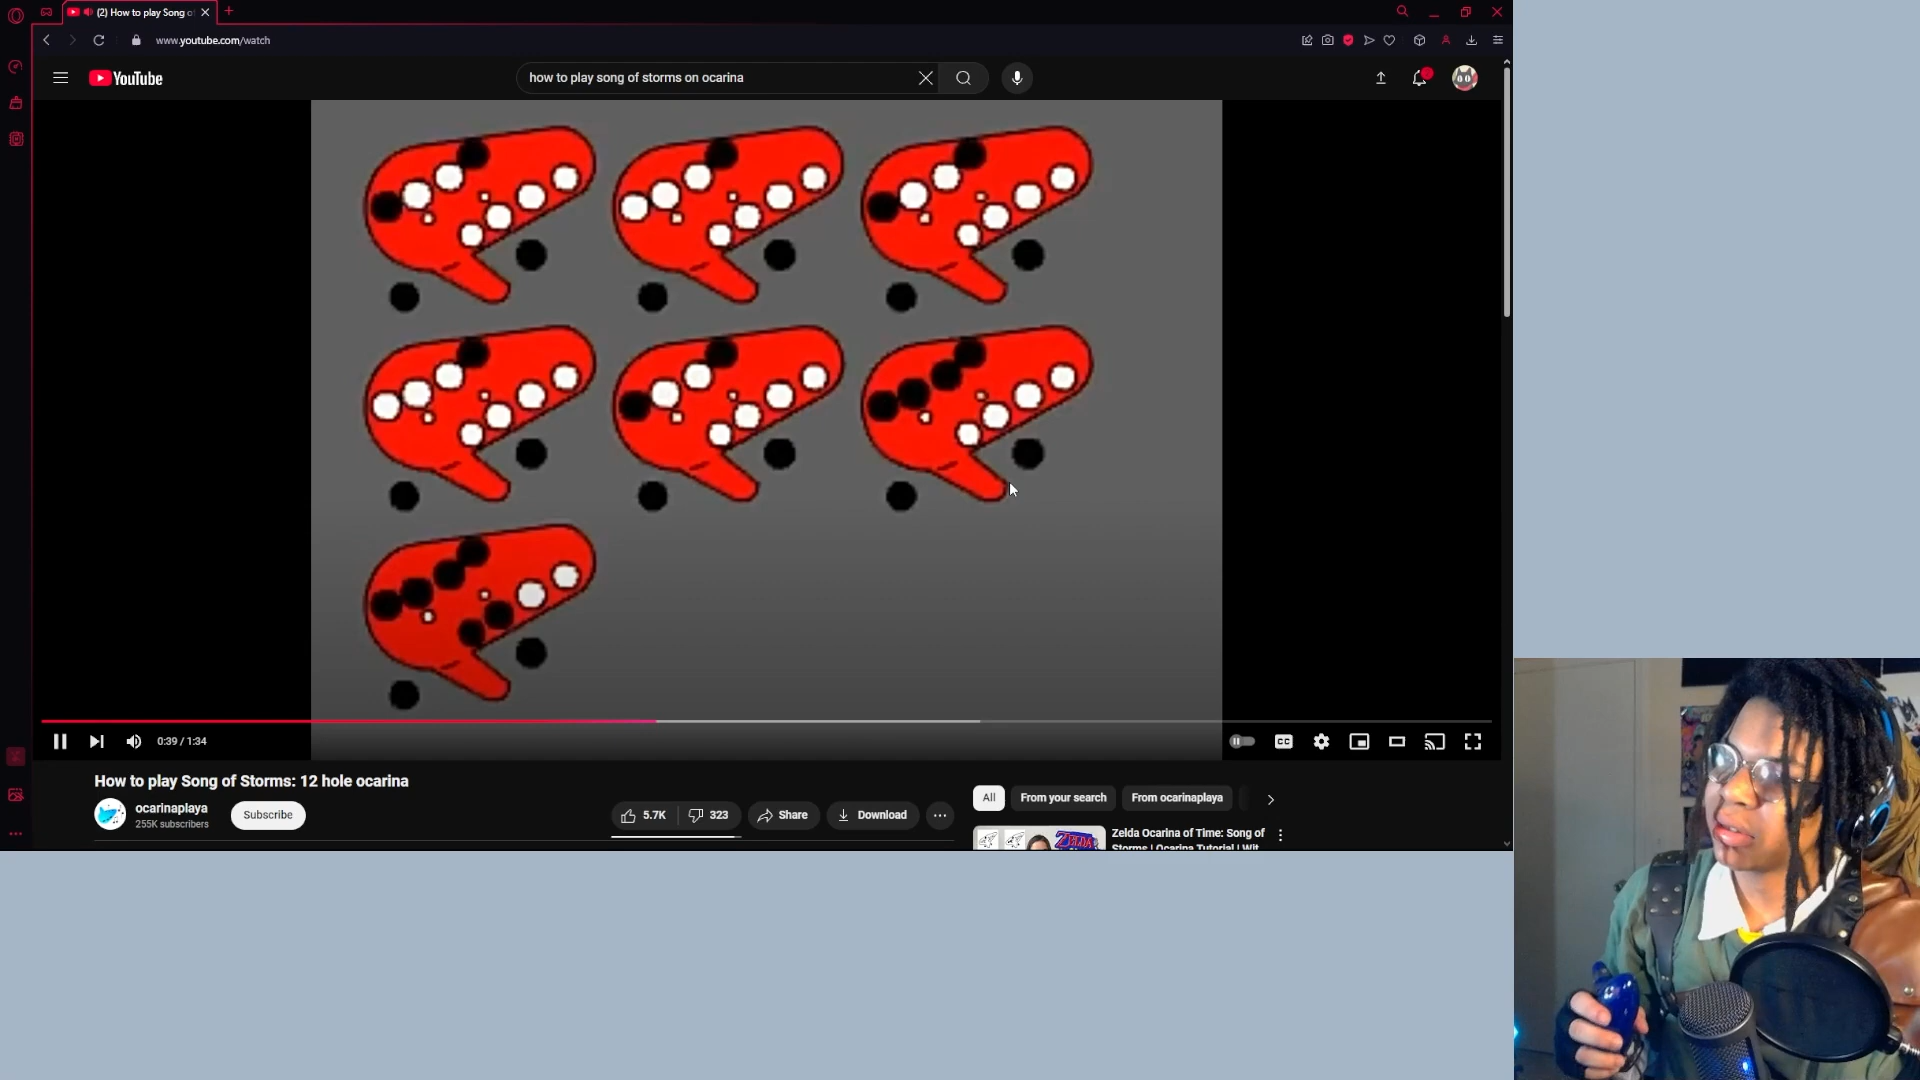 (2) How to play Song o
www.youtube.com/watch
YouTube
how to play song of storms on ocarina
0:39 / 1:34
CC
How to play Song of Storms: 12 hole ocarina
ocarinaplaya
255K subscribers
Subscribe
5.7K
323
Share
Download
All
From your search
From ocarinaplaya
ZELDA
Zelda Ocarina of Time: Song of
Storms | Ocarina Tutorial | Wit